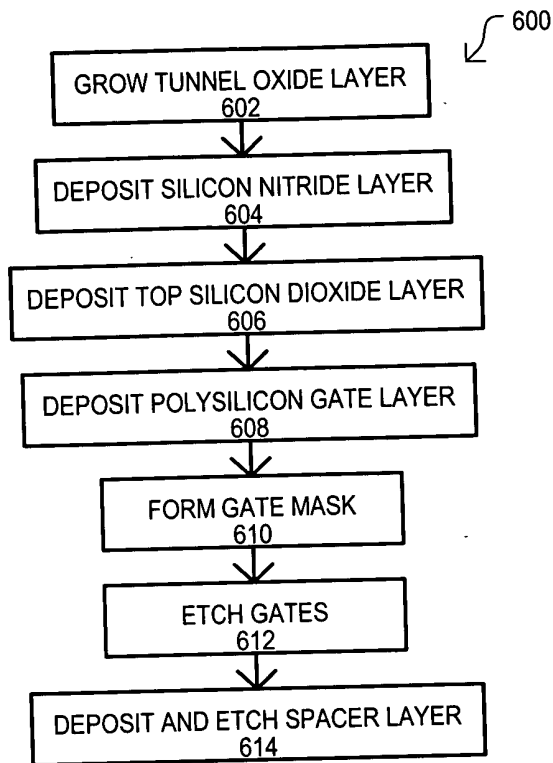 600
GROW TUNNEL OXIDE LAYER
602
DEPOSIT SILICON NITRIDE LAYER
604
DEPOSIT TOP SILICON DIOXIDE LAYER
606
DEPOSIT POLYSILICON GATE LAYER
608
FORM GATE MASK
610
ETCH GATES
612
DEPOSIT AND ETCH SPACER LAYER
614